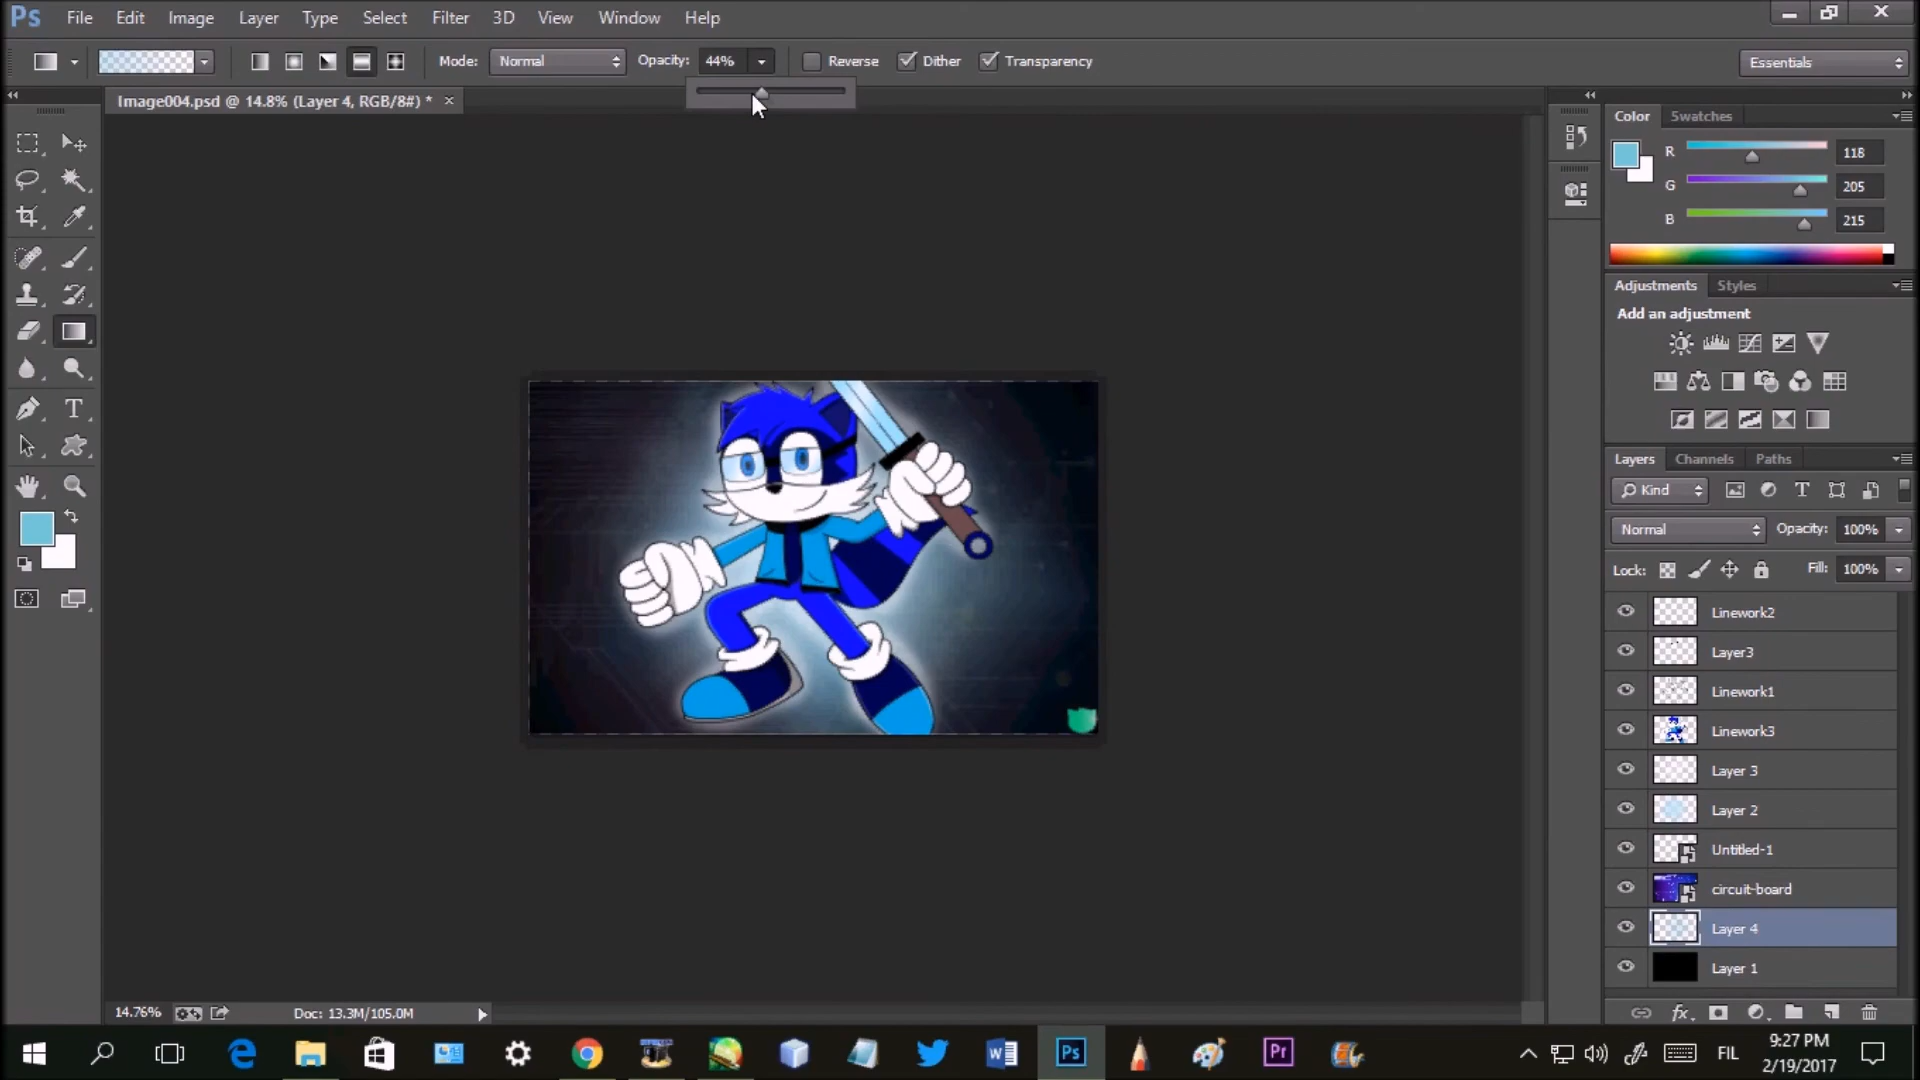 Ps File Edit Image Layer Type Select Filter 3D View Window Help
Mode: Normal Opacity: 44% Reverse Dither Transparency Essentials
Image004.psd @ 14.8% (Layer 4, RGB/8#) * ×
Color Swatches
R 118
G 205
B 215
Adjustments Styles
Add an adjustment
Layers Channels Paths
Kind T
Normal Opacity: 100%
Lock: Fill: 100%
Linework2
Layer3
Linework1
Linework3
Layer 3
Layer 2
Untitled-1
circuit-board
Layer 4
Layer 1
fx
T
14.76% Doc: 13.3M/105.0M
Ps Pr FIL
9:27 PM
2/19/2017